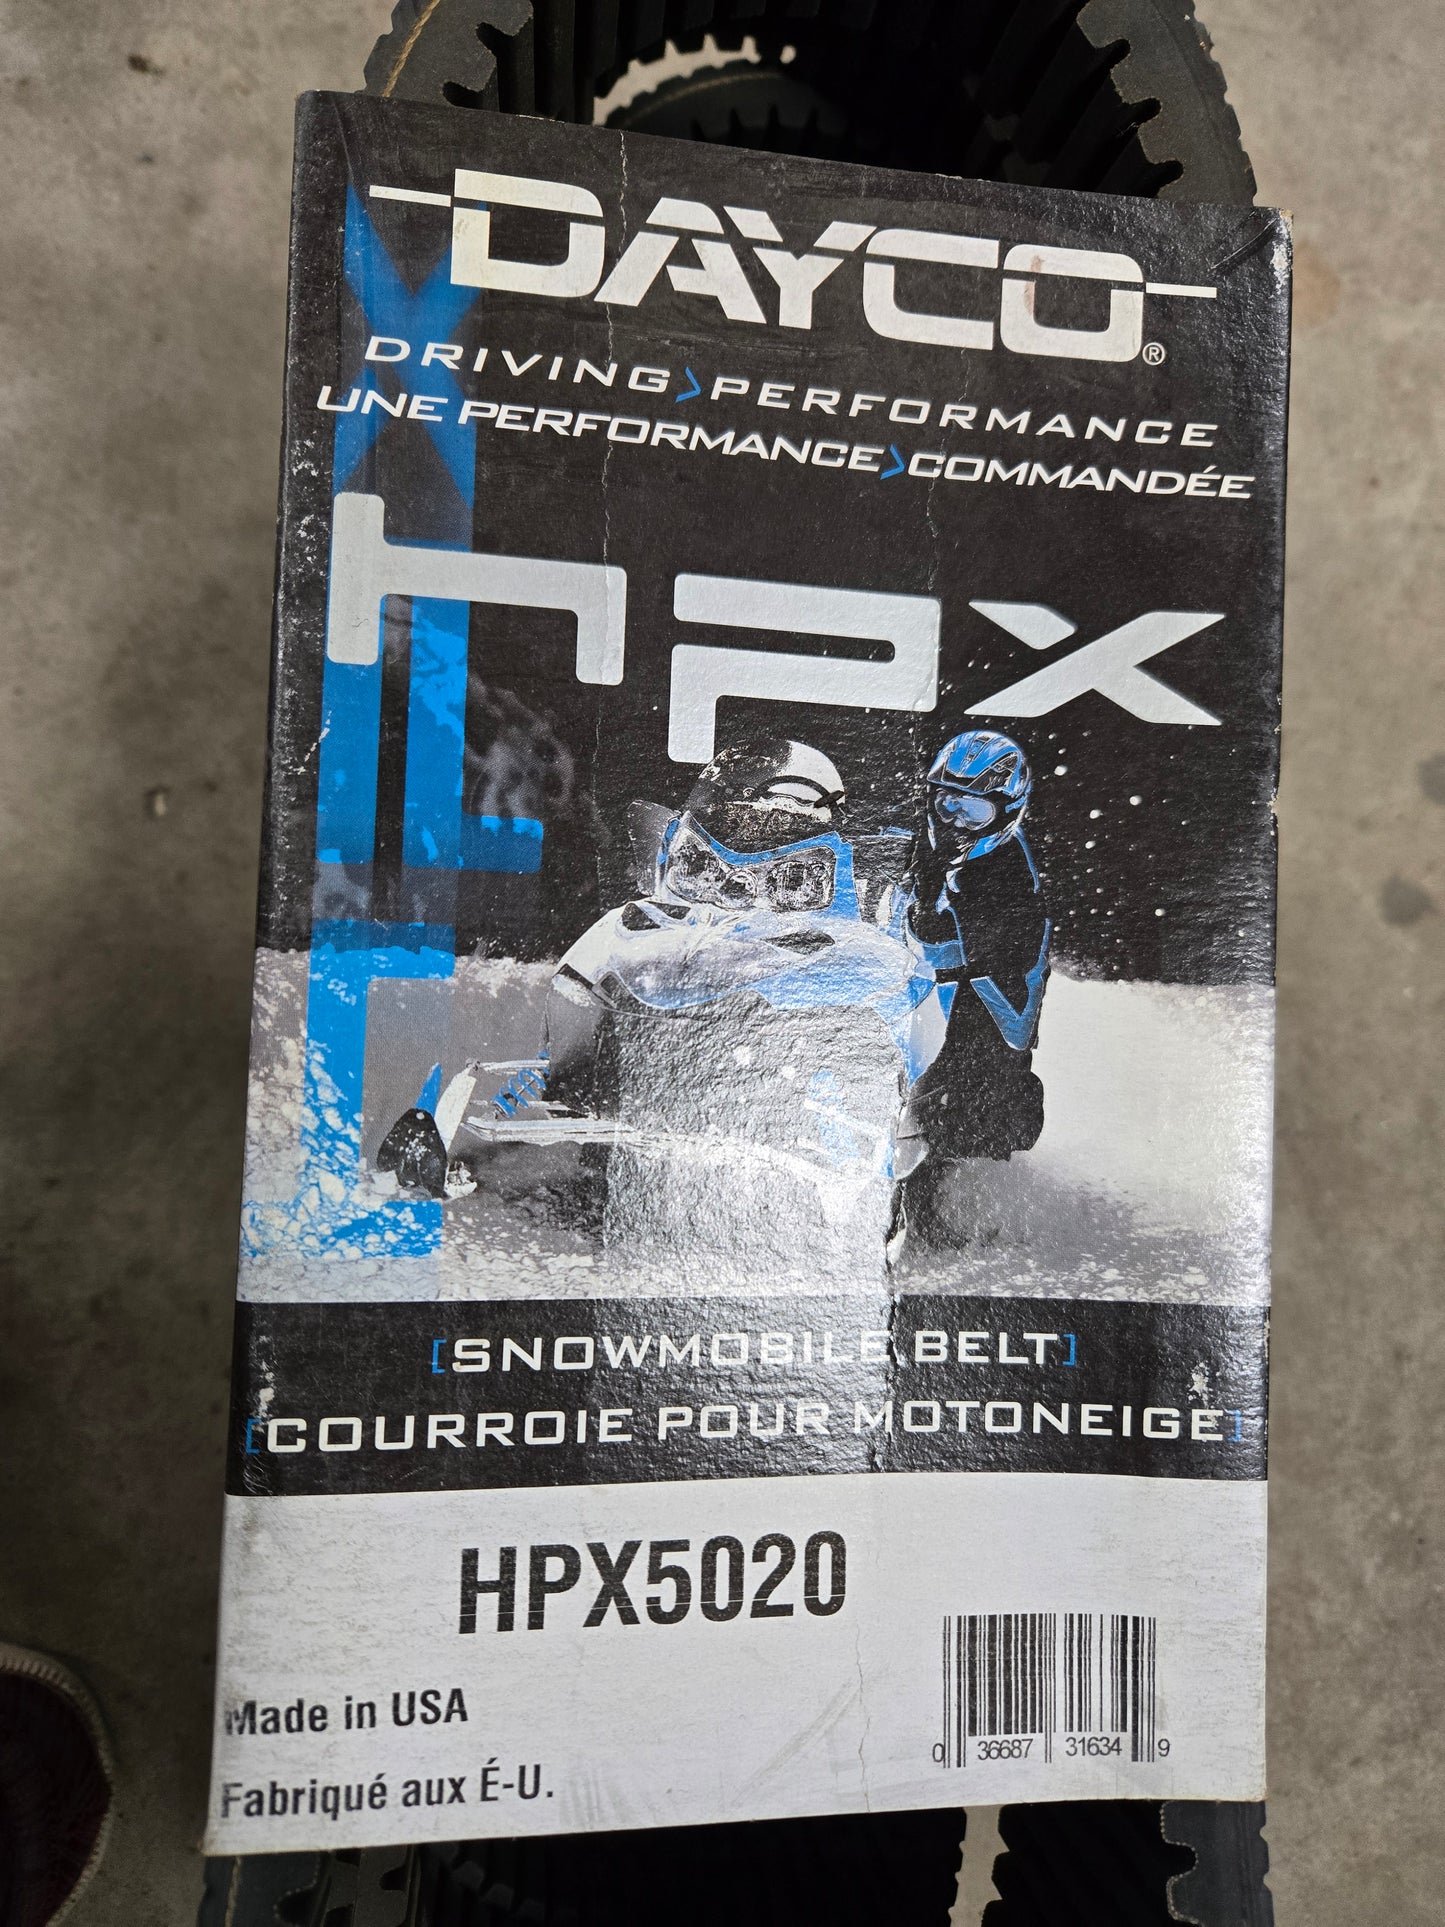 DAYCO®
DRIVING>PERFORMANCE
UNE PERFORMANCE>COMMANDÉE
HPX
[SNOWMOBILE BELT]
[COURROIE POUR MOTONEIGE]
HPX5020
Made in USA
Fabriqué aux É-U.
0 36687 31634 9